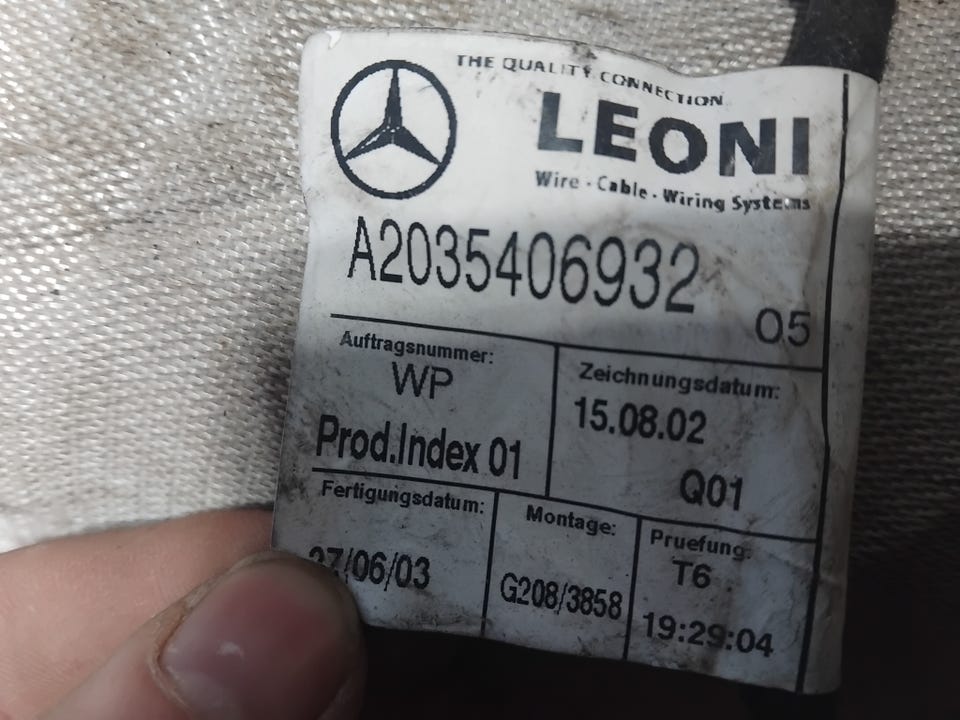 THE QUALITY CONNECTION
LEONI
Wire · Cable · Wiring Systems
A2035406932
05
Auftragsnummer:
WP
Prod.Index 01
Zeichnungsdatum:
15.08.02
Q01
Fertigungsdatum:
27/06/03
Montage:
G208/3858
Pruefung:
T6
19:29:04